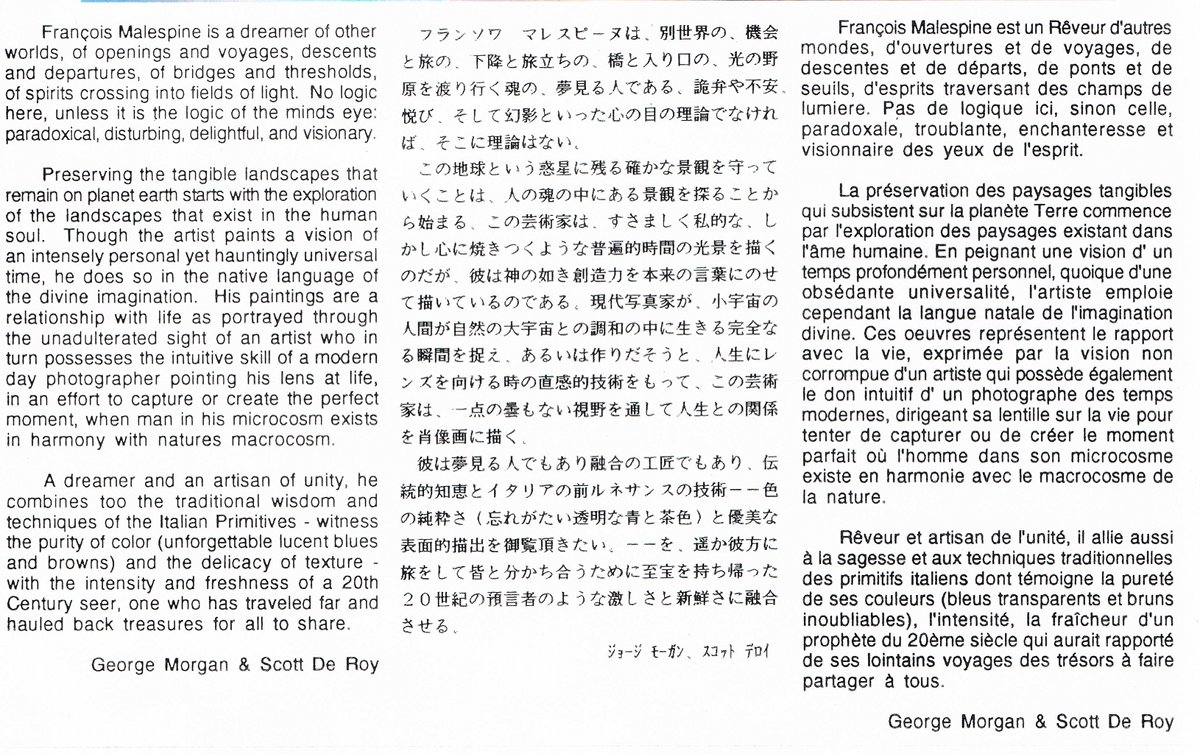 François Malespine is a dreamer of other
worlds, of openings and voyages, descents
and departures, of bridges and thresholds,
of spirits crossing into fields of light. No logic
here, unless it is the logic of the minds eye:
paradoxical, disturbing, delightful, and visionary.
Preserving the tangible landscapes that
remain on planet earth starts with the exploration
of the landscapes that exist in the human
soul. Though the artist paints a vision of
an intensely personal yet hauntingly universal
time, he does so in the native language of
the divine imagination. His paintings are a
relationship with life as portrayed through
the unadulterated sight of an artist who in
turn possesses the intuitive skill of a modern
day photographer pointing his lens at life,
in an effort to capture or create the perfect
moment, when man in his microcosm exists
in harmony with natures macrocosm.
A dreamer and an artisan of unity, he
combines too the traditional wisdom and
techniques of the Italian Primitives - witness
the purity of color (unforgettable lucent blues
and browns) and the delicacy of texture -
with the intensity and freshness of a 20th
Century seer, one who has traveled far and
hauled back treasures for all to share.
George Morgan & Scott De Roy
フランソワ マレスピーヌは、別世界の、機会
と旅の、下降と旅立ちの、橋と入り口の、光の野
原を渡り行く魂の、夢見る人である、詭弁や不安、
悦び、そして幻影といった心の目の理論でなけれ
ば、そこに理論はない。
この地球という惑星に残る確かな景観を守って
いくことは、人の魂の中にある景観を探ることか
ら始まる、この芸術家は、すさましく私的な、し
かし心に焼きつくような普遍的時間の光景を描く
のだが、彼は神の如き創造力を本来の言葉にのせ
て描いているのである。現代写真家が、小宇宙の
人間が自然の大宇宙との調和の中に生きる完全な
る瞬間を捉え、あるいは作りだそうと、人生にレ
ンズを向ける時の直感的技術をもって、この芸術
家は、一点の曇もない視野を通して人生との関係
を肖像画に描く、
彼は夢見る人でもあり融合の工匠でもあり、伝
統的知恵とイタリアの前ルネサンスの技術ーー色
の純粋さ（忘れがたい透明な青と茶色）と優美な
表面的描出を御覧頂きたい。ーーを、遥か彼方に
旅をして皆と分かち合うために至宝を持ち帰った
２０世紀の預言者のような激しさと新鮮さに融合
させる。
ｼﾞｮｰｼﾞ ﾓｰｶﾞﾝ、ｽｺｯﾄ ﾃﾞﾛｲ
François Malespine est un Rêveur d'autres
mondes, d'ouvertures et de voyages, de
descentes et de départs, de ponts et de
seuils, d'esprits traversant des champs de
lumiere. Pas de logique ici, sinon celle,
paradoxale, troublante, enchanteresse et
visionnaire des yeux de l'esprit.
La préservation des paysages tangibles
qui subsistent sur la planète Terre commence
par l'exploration des paysages existant dans
l'âme humaine. En peignant une vision d' un
temps profondément personnel, quoique d'une
obsédante universalité, l'artiste emploie
cependant la langue natale de l'imagination
divine. Ces oeuvres représentent le rapport
avec la vie, exprimée par la vision non
corrompue d'un artiste qui possède également
le don intuitif d' un photographe des temps
modernes, dirigeant sa lentille sur la vie pour
tenter de capturer ou de créer le moment
parfait où l'homme dans son microcosme
existe en harmonie avec le macrocosme de
la nature.
Rêveur et artisan de l'unité, il allie aussi
à la sagesse et aux techniques traditionnelles
des primitifs italiens dont témoigne la pureté
de ses couleurs (bleus transparents et bruns
inoubliables), l'intensité, la fraîcheur d'un
prophète du 20ème siècle qui aurait rapporté
de ses lointains voyages des trésors à faire
partager à tous.
George Morgan & Scott De Roy